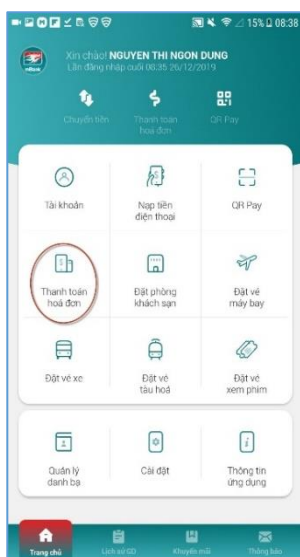 15% 08:38
Xin chào! NGUYEN THI NGON DUNG
Lần đăng nhập cuối 08:35 26/12/2019
Chuyển tiền
Thanh toán
hoá đơn
QR Pay
Tài khoản
Nạp tiền
điện thoại
QR Pay
Thanh toán
hoá đơn
Đặt phòng
khách sạn
Đặt vé
máy bay
Đặt vé xe
Đặt vé
tàu hoả
Đặt vé
xem phim
Quản lý
danh bạ
Cài đặt
Thông tin
ứng dụng
Trang chủ
Lịch sử GD
Khuyến mãi
Thông báo